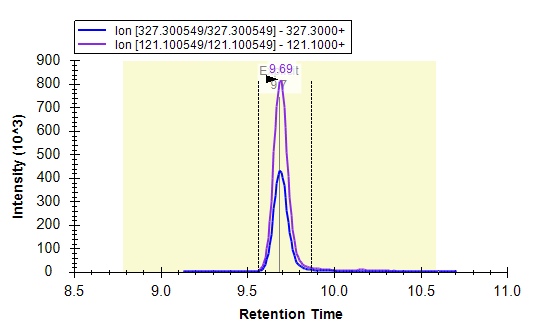 Ion [327.300549/327.300549] - 327.3000+
Ion [121.100549/121.100549] - 121.1000+
900
800
700
600
500
400
300
200
100
0
Intensity (10^3)
9.69
8.5 9.0 9.5 10.0 10.5 11.0
Retention Time